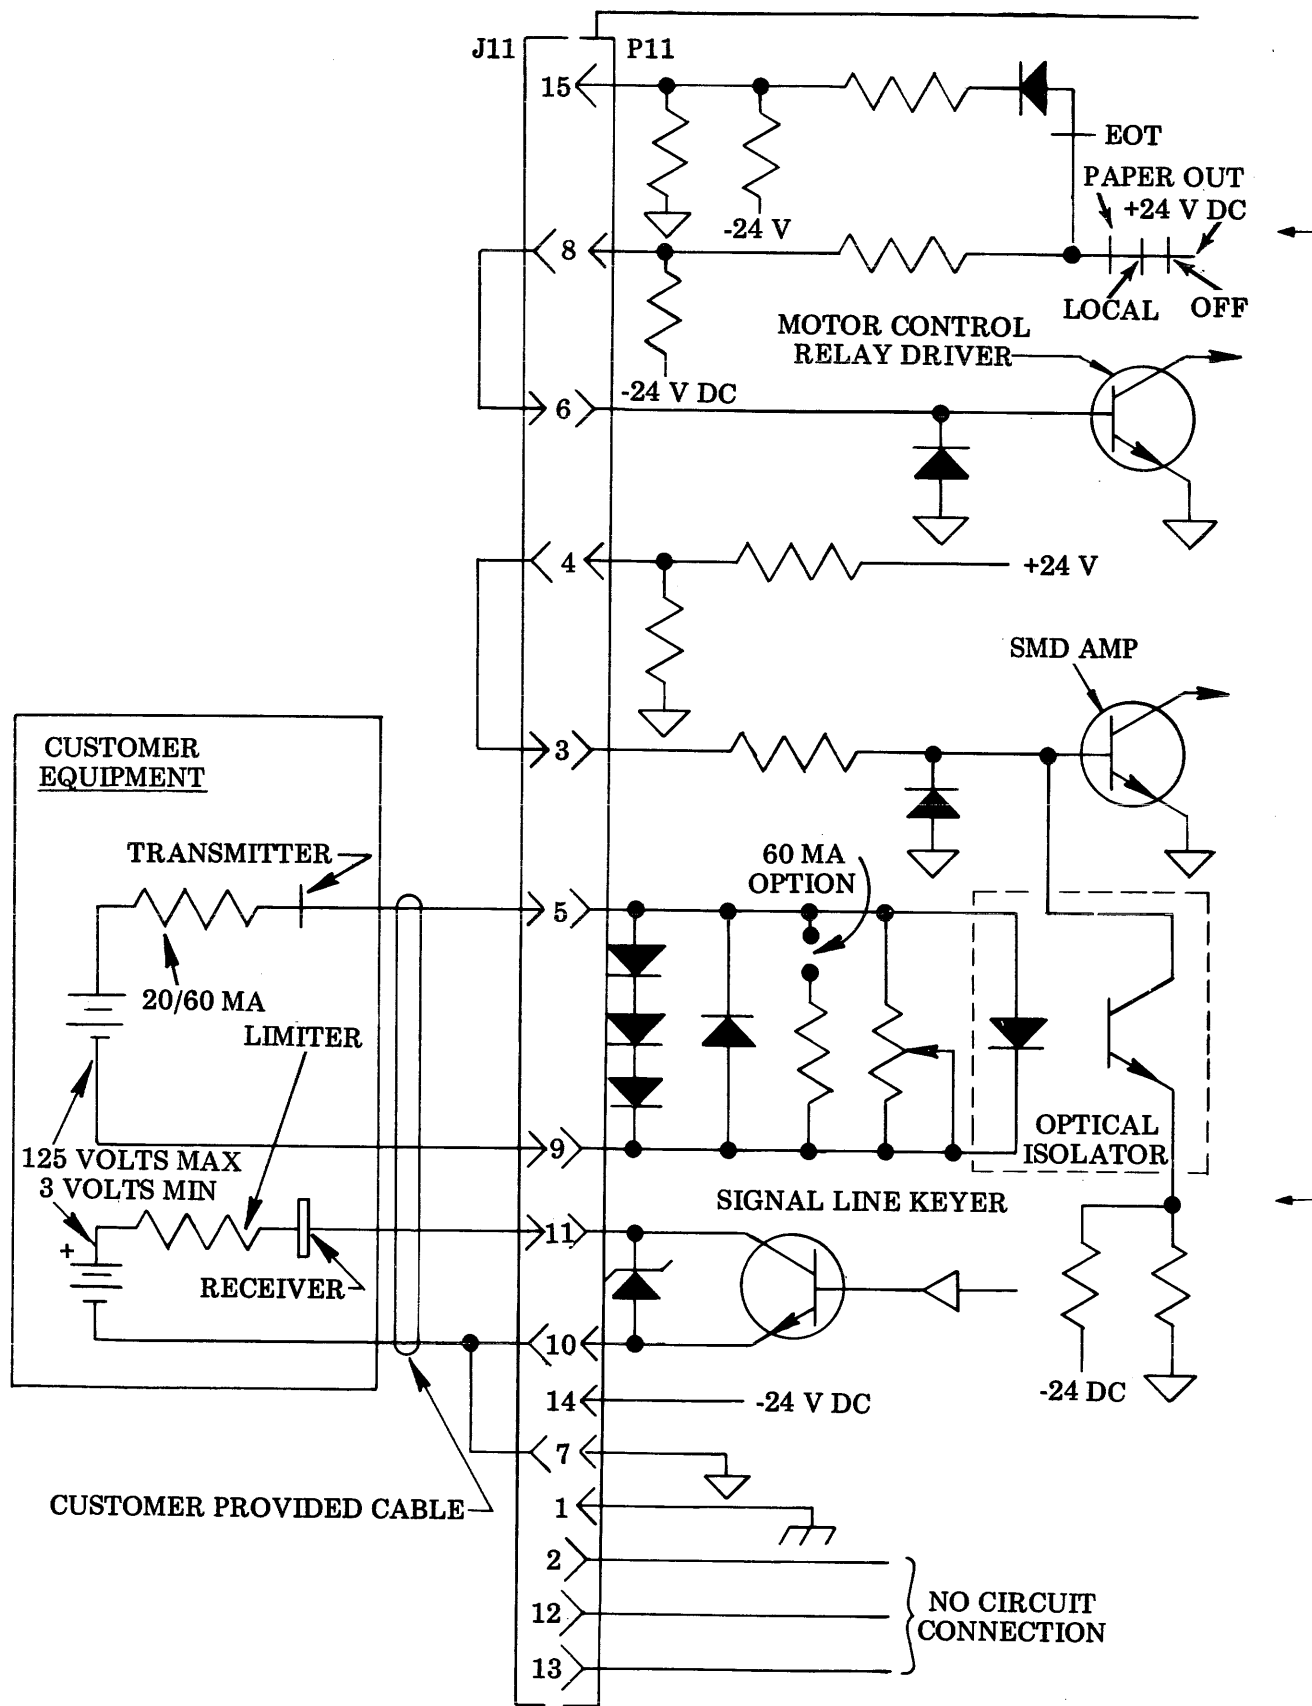 J11
P11
15
EOT
PAPER OUT
+24 V DC
-24 V
8
LOCAL
OFF
MOTOR CONTROL
RELAY DRIVER
-24 V DC
6
4
+24 V
SMD AMP
3
CUSTOMER
EQUIPMENT
TRANSMITTER
60 MA
OPTION
5
20/60 MA
LIMITER
OPTICAL
ISOLATOR
9
125 VOLTS MAX
3 VOLTS MIN
SIGNAL LINE KEYER
+
11
RECEIVER
10
-24 DC
14
-24 V DC
7
CUSTOMER PROVIDED CABLE
1
2
12
NO CIRCUIT
CONNECTION
13